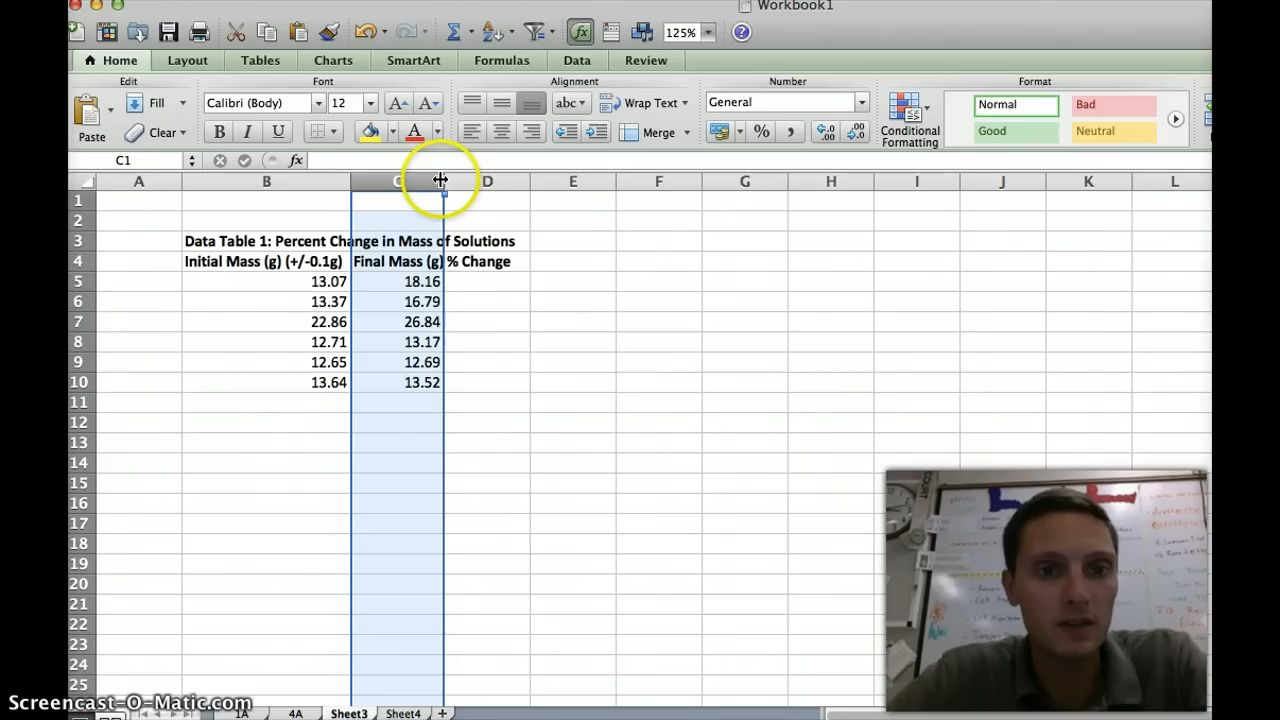 Workbook1
125%
Home Layout Tables Charts SmartArt Formulas Data Review
Edit Font Alignment Number Format
Fill Calibri (Body) 12 A A abc Wrap Text General Normal Bad
Paste Clear B I U A Merge % , .0 .00 .00 .0 Conditional Formatting Good Neutral
C1 fx
A B C D E F G H I J K L
1
2
3 Data Table 1: Percent Change in Mass of Solutions
4 Initial Mass (g) (+/-0.1g) Final Mass (g) % Change
5 13.07 18.16
6 13.37 16.79
7 22.86 26.84
8 12.71 13.17
9 12.65 12.69
10 13.64 13.52
11
12
13
14
15
16
17
18
19
20
21
22
23
24
25
1A 4A Sheet3 Sheet4 +
COURT
Screencast-O-Matic.com